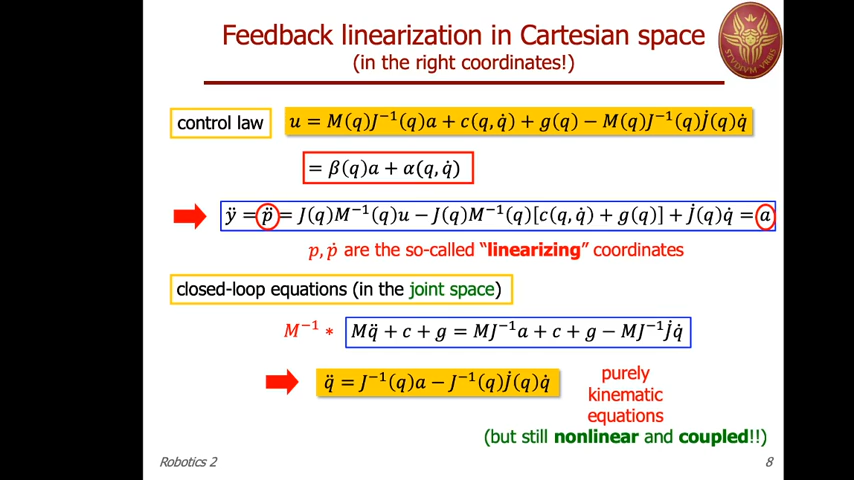 Feedback linearization in Cartesian space
(in the right coordinates!)
control law
u = M(q)J⁻¹(q)a + c(q, q̇) + g(q) − M(q)J⁻¹(q)J̇(q)q̇
= β(q)a + α(q, q̇)
ÿ = p̈ = J(q)M⁻¹(q)u − J(q)M⁻¹(q)[c(q, q̇) + g(q)] + J̇(q)q̇ = a
p, ṗ are the so-called “linearizing” coordinates
closed-loop equations (in the joint space)
M⁻¹ ∗ Mq̈ + c + g = MJ⁻¹a + c + g − MJ⁻¹J̇q̇
q̈ = J⁻¹(q)a − J⁻¹(q)J̇(q)q̇
purely
kinematic
equations
(but still nonlinear and coupled!!)
Robotics 2
8